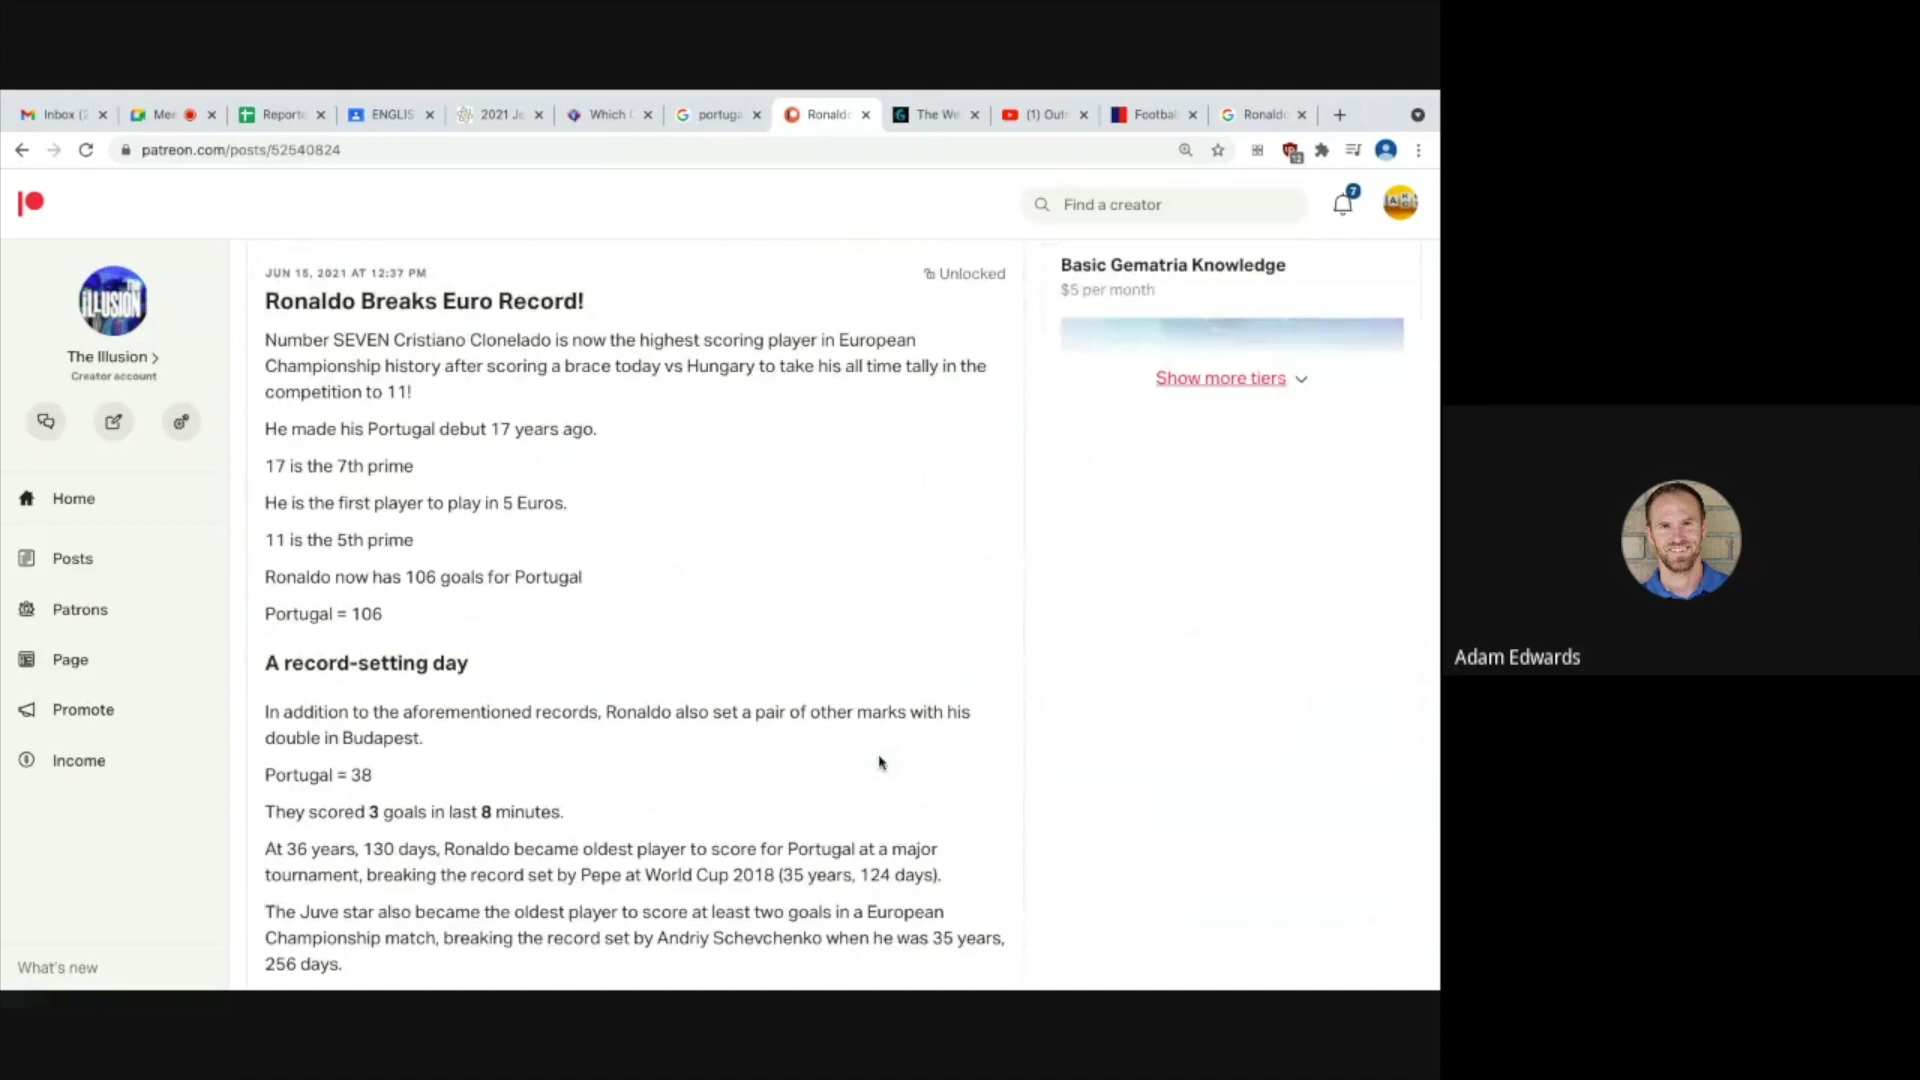 Inbox (2
Mee
Reporte
ENGLIS
2021 Je
Which U
portuga
Ronaldo
The We
(1) Outr
Footbal
Ronaldo
patreon.com/posts/52540824
12
Find a creator
7
JUN 15, 2021 AT 12:37 PM
Unlocked
Ronaldo Breaks Euro Record!
Number SEVEN Cristiano Clonelado is now the highest scoring player in European
Championship history after scoring a brace today vs Hungary to take his all time tally in the
competition to 11!
He made his Portugal debut 17 years ago.
17 is the 7th prime
He is the first player to play in 5 Euros.
11 is the 5th prime
Ronaldo now has 106 goals for Portugal
Portugal = 106
A record-setting day
In addition to the aforementioned records, Ronaldo also set a pair of other marks with his
double in Budapest.
Portugal = 38
They scored 3 goals in last 8 minutes.
At 36 years, 130 days, Ronaldo became oldest player to score for Portugal at a major
tournament, breaking the record set by Pepe at World Cup 2018 (35 years, 124 days).
The Juve star also became the oldest player to score at least two goals in a European
Championship match, breaking the record set by Andriy Schevchenko when he was 35 years,
256 days.
Basic Gematria Knowledge
$5 per month
Show more tiers
THE
ILLUSION
The Illusion
Creator account
Home
Posts
Patrons
Page
Promote
Income
What's new
Adam Edwards